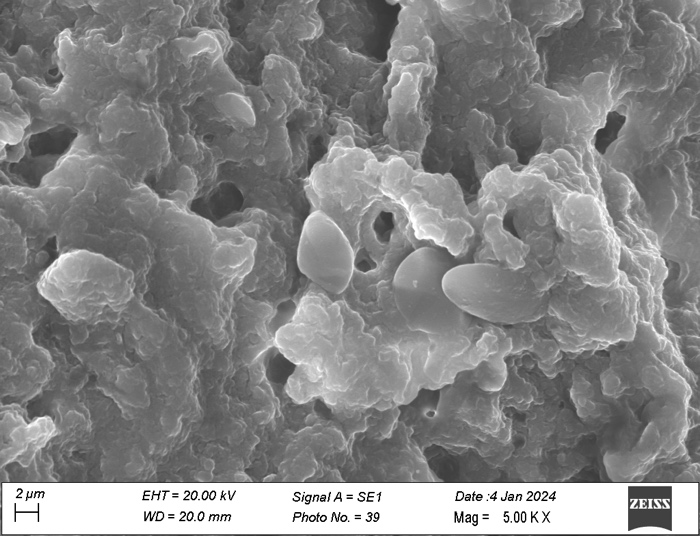 2 µm EHT = 20.00 kV Signal A = SE1 Date :4 Jan 2024 ZEISS
WD = 20.0 mm Photo No. = 39 Mag = 5.00 K X